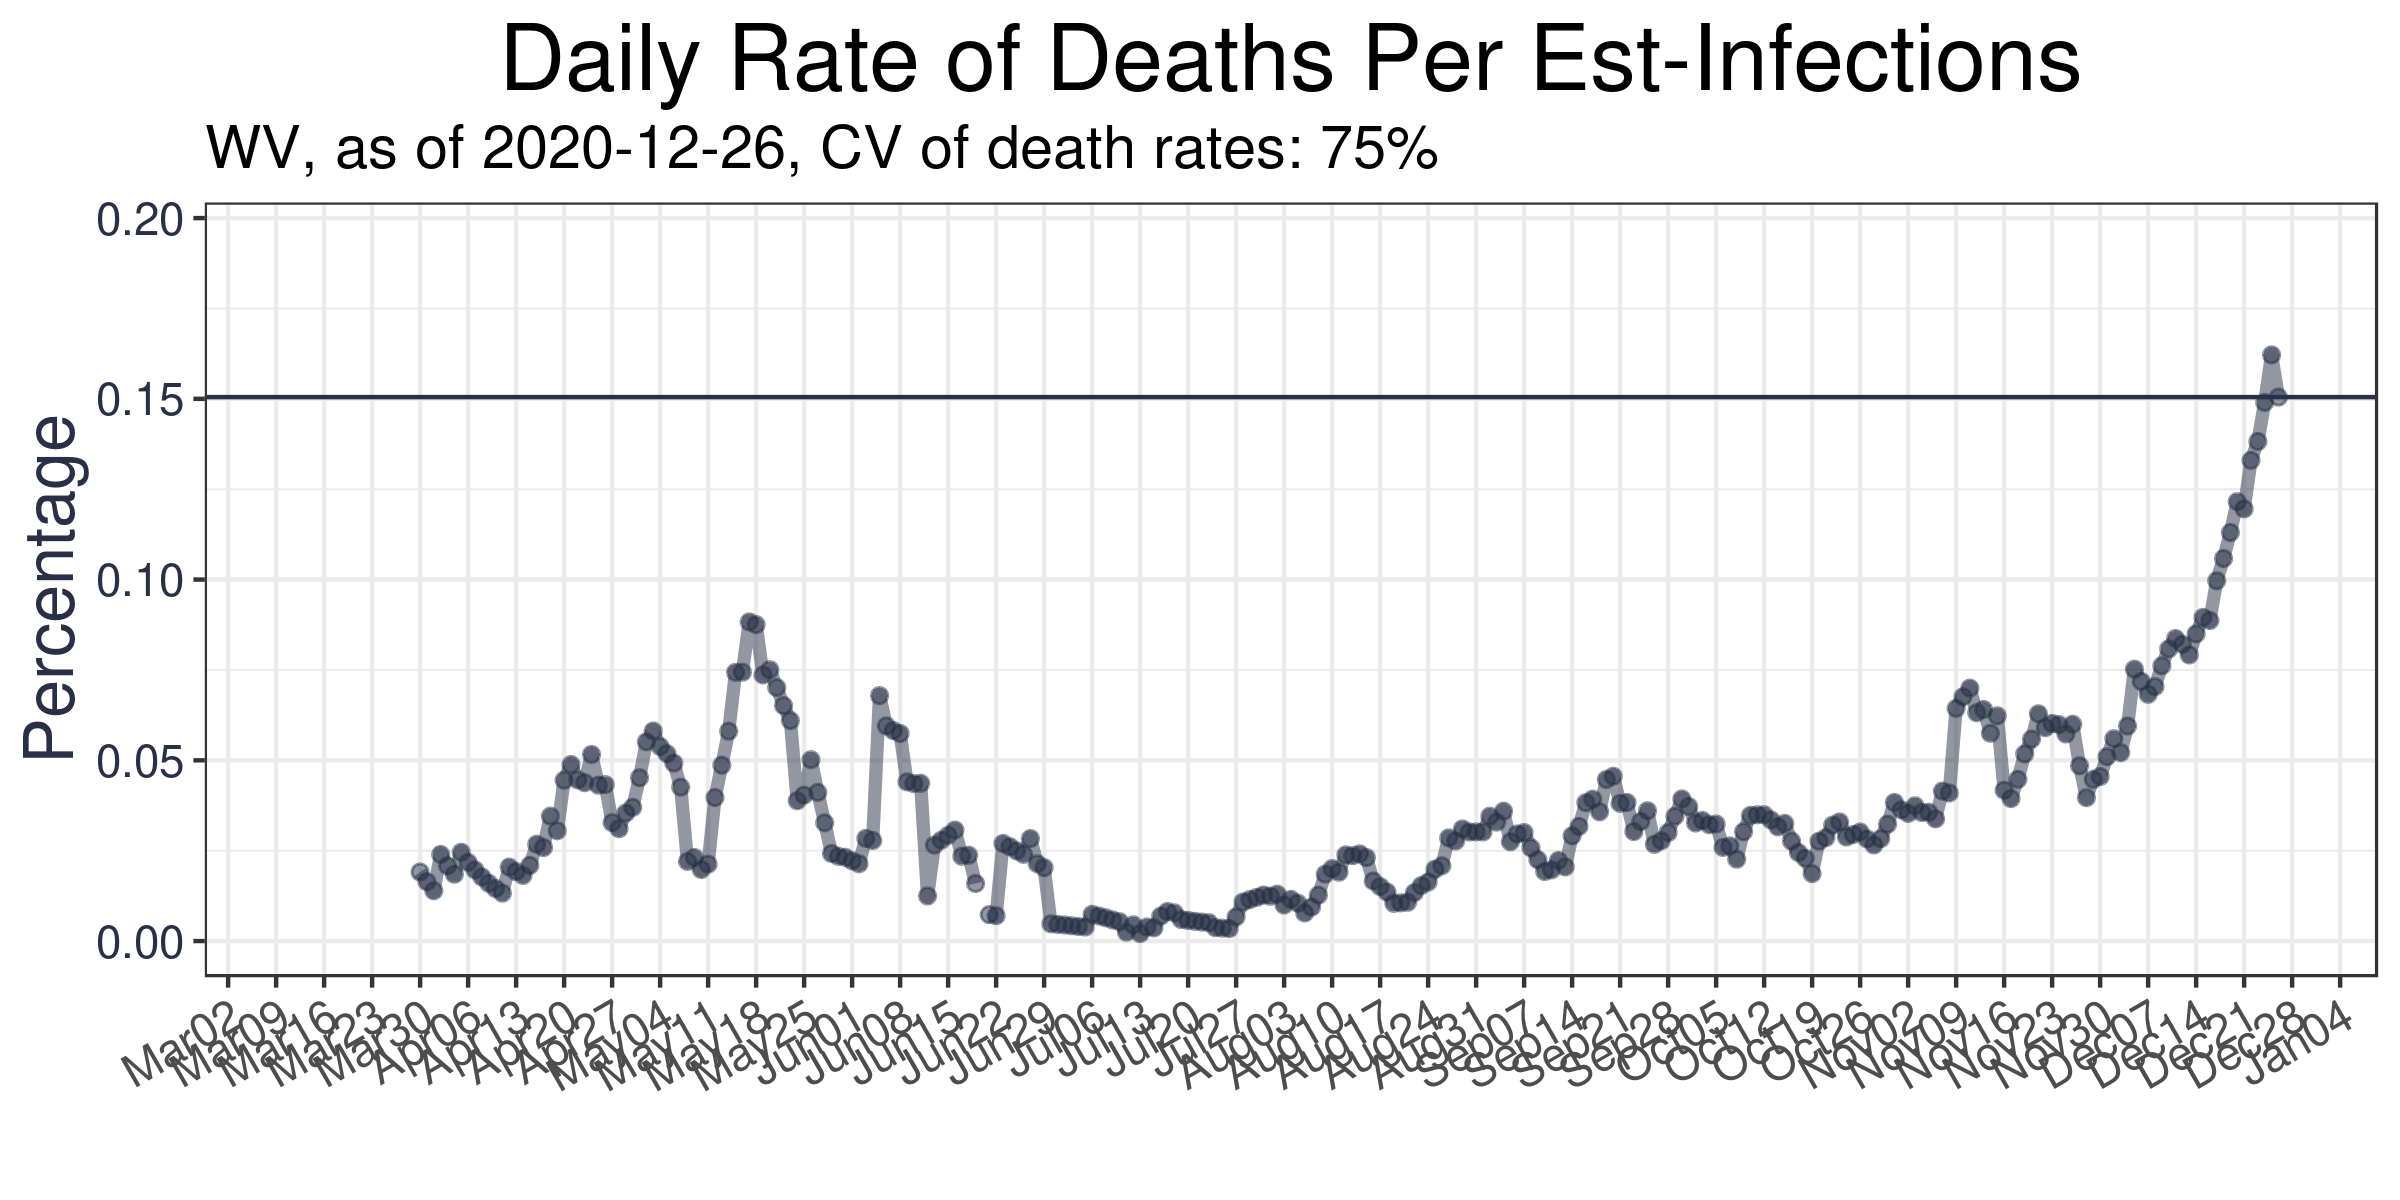 Daily Rate of Deaths Per Est-Infections
WV, as of 2020-12-26, CV of death rates: 75%
Percentage
0.20
0.15
0.10
0.05
0.00
Mar02
Mar09
Mar16
Mar23
Mar30
Apr06
Apr13
Apr20
Apr27
May04
May11
May18
May25
Jun01
Jun08
Jun15
Jun22
Jun29
Jul06
Jul13
Jul20
Jul27
Aug03
Aug10
Aug17
Aug24
Aug31
Sep07
Sep14
Sep21
Sep28
Oct05
Oct12
Oct19
Oct26
Nov02
Nov09
Nov16
Nov23
Nov30
Dec07
Dec14
Dec21
Dec28
Jan04